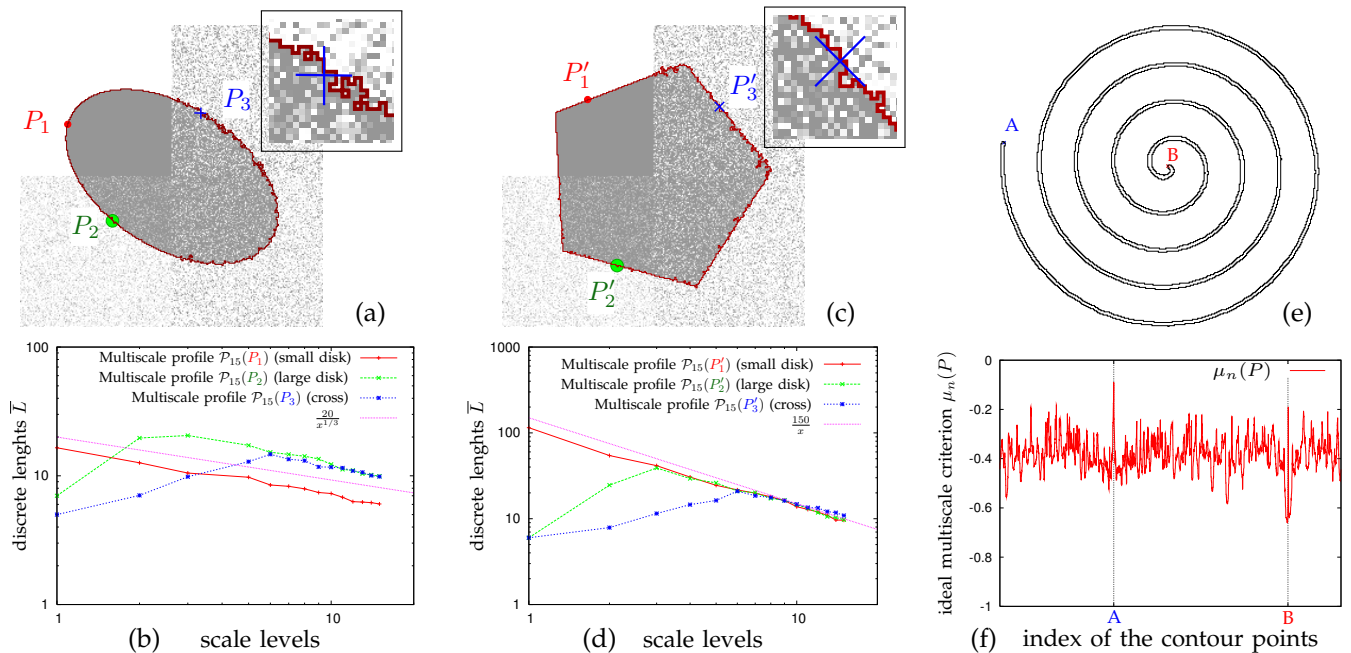 P₁
P₂
P₃
(a)
P′₁
P′₂
P′₃
(c)
A
B
(e)
discrete lenghts L̅
100
10
1
1
10
Multiscale profile 𝒫₁₅(P₁) (small disk)
Multiscale profile 𝒫₁₅(P₂) (large disk)
Multiscale profile 𝒫₁₅(P₃) (cross)
20/x^{1/3}
(b) scale levels
discrete lenghts L̅
1000
100
10
1
1
10
Multiscale profile 𝒫₁₅(P′₁) (small disk)
Multiscale profile 𝒫₁₅(P′₂) (large disk)
Multiscale profile 𝒫₁₅(P′₃) (cross)
150/x
(d) scale levels
ideal multiscale criterion μₙ(P)
0
-0.2
-0.4
-0.6
-0.8
-1
μₙ(P)
A
B
(f) index of the contour points